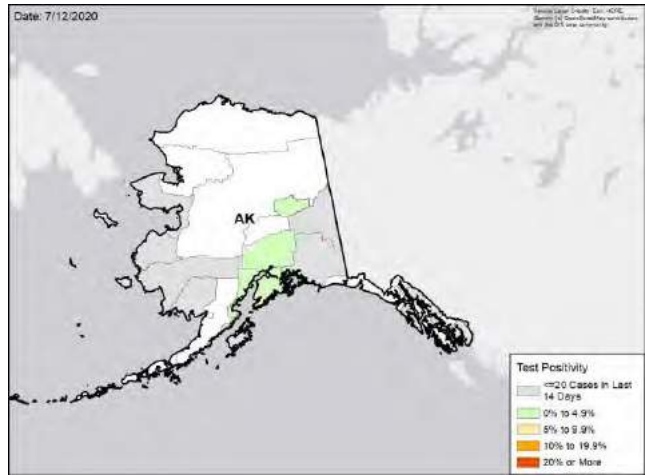 Date: 7/12/2020
AK
Test Positivity
<=20 Cases in Last
14 Days
0% to 4.9%
5% to 9.9%
10% to 19.9%
20% or More